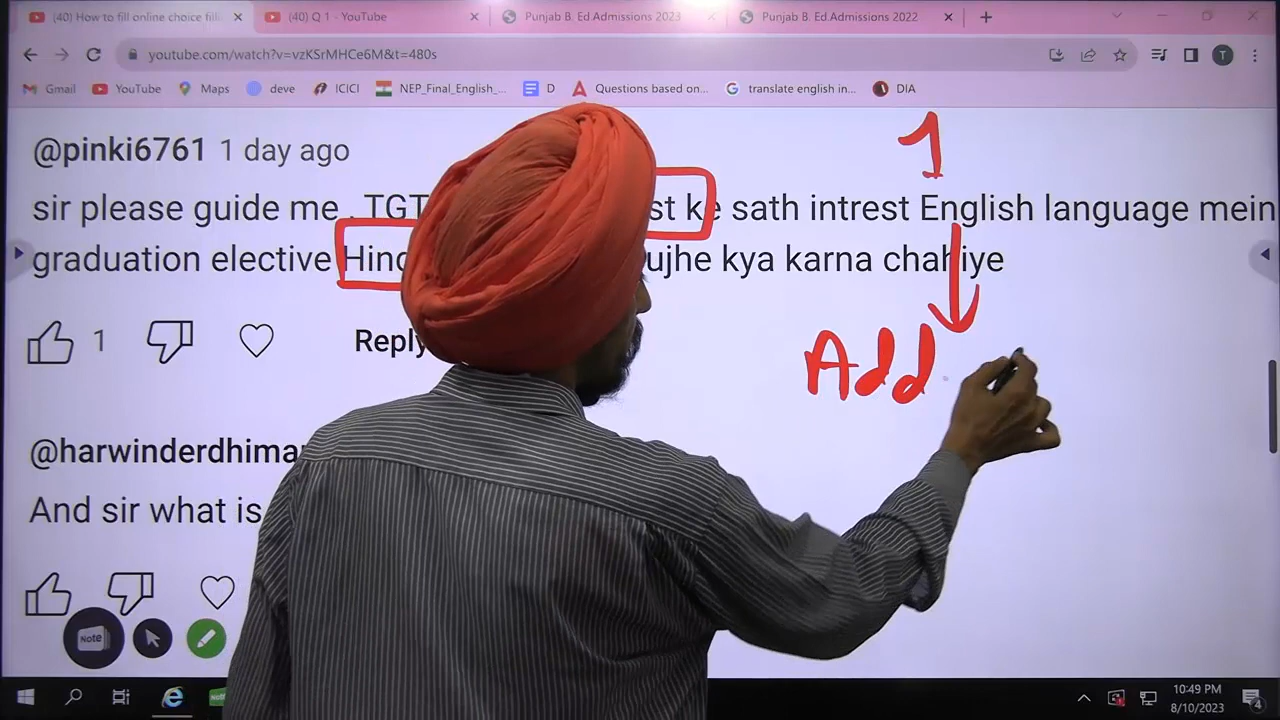 (40) How to fill online choice fill
(40) Q 1 - YouTube
Punjab B. Ed.Admissions 2023
Punjab B. Ed.Admissions 2022
youtube.com/watch?v=vzKSrMHCe6M&t=480s
T
Gmail
YouTube
Maps
deve
ICICI
NEP_Final_English_...
D
Questions based on...
translate english in...
DIA
1
@pinki6761 1 day ago
sir please guide me . TGT st ke sath intrest English language mein
graduation elective Hind ujhe kya karna chahiye
1
Reply
Add
@harwinderdhiman
And sir what is
Note
10:49 PM
8/10/2023
4